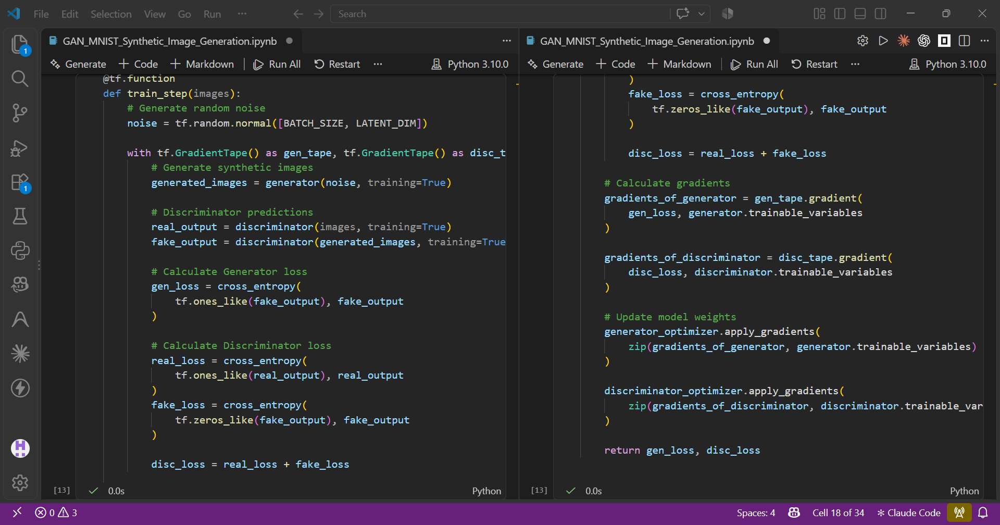 File Edit Selection View Go Run ···
Search
GAN_MNIST_Synthetic_Image_Generation.ipynb
Generate + Code + Markdown Run All Restart ··· Python 3.10.0
@tf.function
def train_step(images):
    # Generate random noise
    noise = tf.random.normal([BATCH_SIZE, LATENT_DIM])
    with tf.GradientTape() as gen_tape, tf.GradientTape() as disc_t
        # Generate synthetic images
        generated_images = generator(noise, training=True)
        # Discriminator predictions
        real_output = discriminator(images, training=True)
        fake_output = discriminator(generated_images, training=True
        # Calculate Generator loss
        gen_loss = cross_entropy(
            tf.ones_like(fake_output), fake_output
        )
        # Calculate Discriminator loss
        real_loss = cross_entropy(
            tf.ones_like(real_output), real_output
        )
        fake_loss = cross_entropy(
            tf.zeros_like(fake_output), fake_output
        )
        disc_loss = real_loss + fake_loss
[13] 0.0s Python
GAN_MNIST_Synthetic_Image_Generation.ipynb
Generate + Code + Markdown Run All Restart ··· Python 3.10.0
        )
        fake_loss = cross_entropy(
            tf.zeros_like(fake_output), fake_output
        )
        disc_loss = real_loss + fake_loss
    # Calculate gradients
    gradients_of_generator = gen_tape.gradient(
        gen_loss, generator.trainable_variables
    )
    gradients_of_discriminator = disc_tape.gradient(
        disc_loss, discriminator.trainable_variables
    )
    # Update model weights
    generator_optimizer.apply_gradients(
        zip(gradients_of_generator, generator.trainable_variables)
    )
    discriminator_optimizer.apply_gradients(
        zip(gradients_of_discriminator, discriminator.trainable_var
    )
    return gen_loss, disc_loss
[13] 0.0s Python
1
1
H
0 3 Spaces: 4 Cell 18 of 34 Claude Code